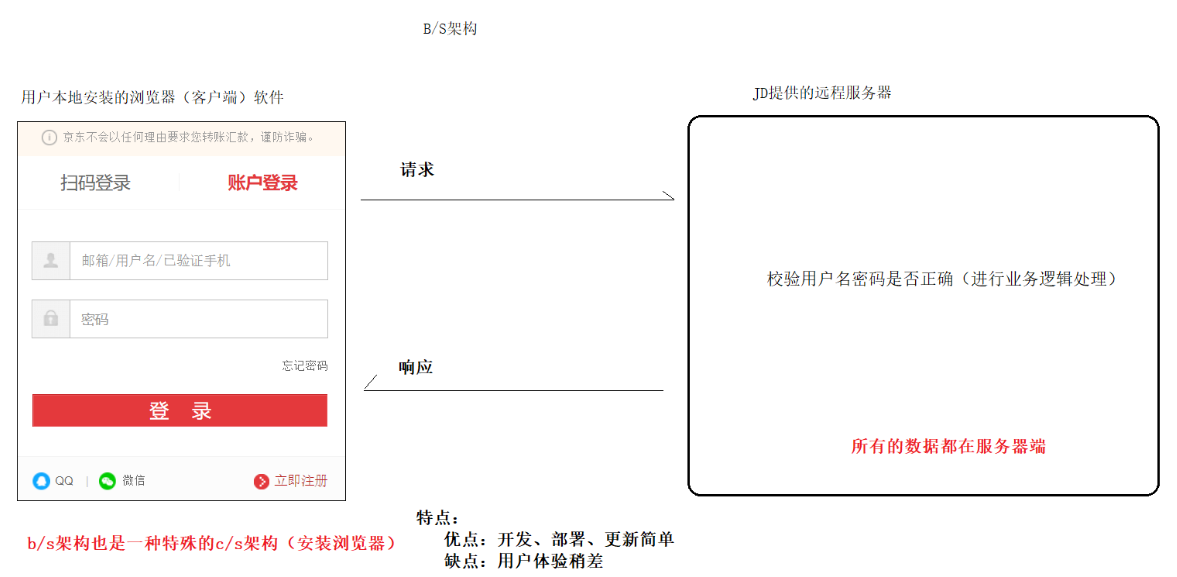 B/S架构
用户本地安装的浏览器（客户端）软件
JD提供的远程服务器
京东不会以任何理由要求您转账汇款，谨防诈骗。
扫码登录
账户登录
请求
邮箱/用户名/已验证手机
校验用户名密码是否正确（进行业务逻辑处理）
密码
忘记密码
响应
登 录
所有的数据都在服务器端
QQ | 微信
立即注册
b/s架构也是一种特殊的c/s架构（安装浏览器）
特点：
优点：开发、部署、更新简单
缺点：用户体验稍差